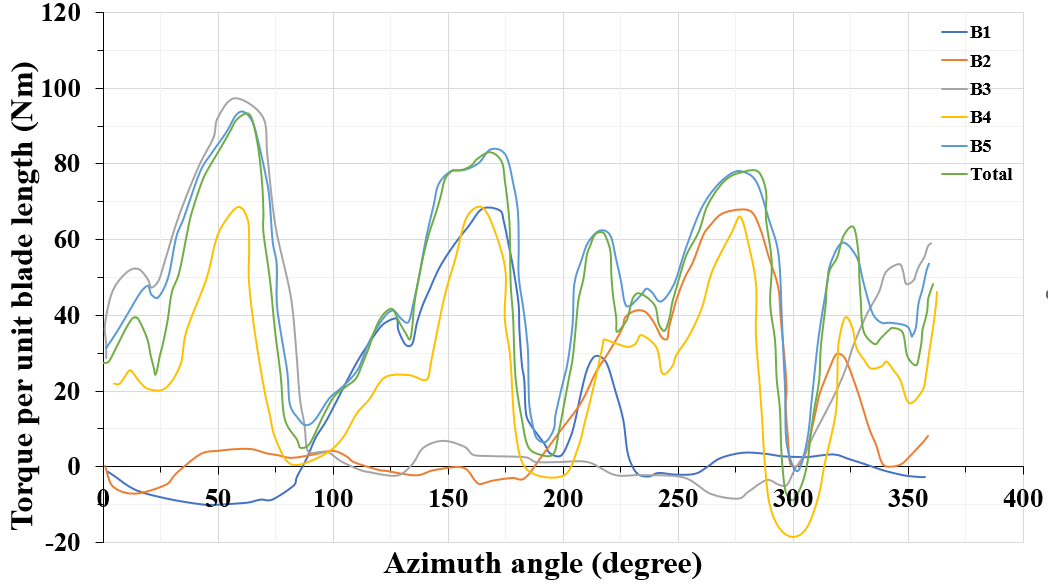 120
100
80
60
40
20
0
-20
Torque per unit blade length (Nm)
B1
B2
B3
B4
B5
Total
0 50 100 150 200 250 300 350 400
Azimuth angle (degree)